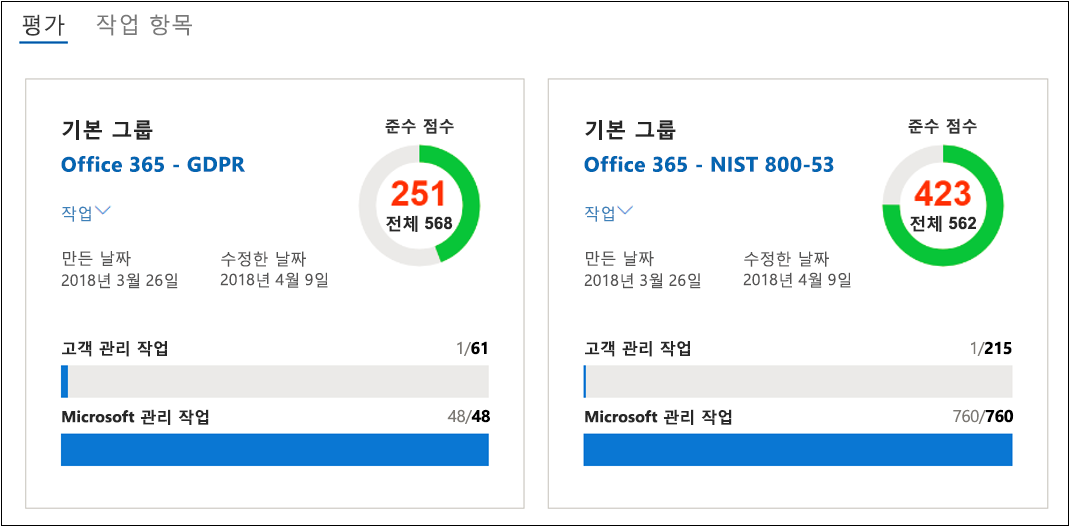 평가 작업 항목
기본 그룹
Office 365 - GDPR
작업
만든 날짜 수정한 날짜
2018년 3월 26일 2018년 4월 9일
준수 점수
251
전체 568
고객 관리 작업 1/61
Microsoft 관리 작업 48/48
기본 그룹
Office 365 - NIST 800-53
작업
만든 날짜 수정한 날짜
2018년 3월 26일 2018년 4월 9일
준수 점수
423
전체 562
고객 관리 작업 1/215
Microsoft 관리 작업 760/760